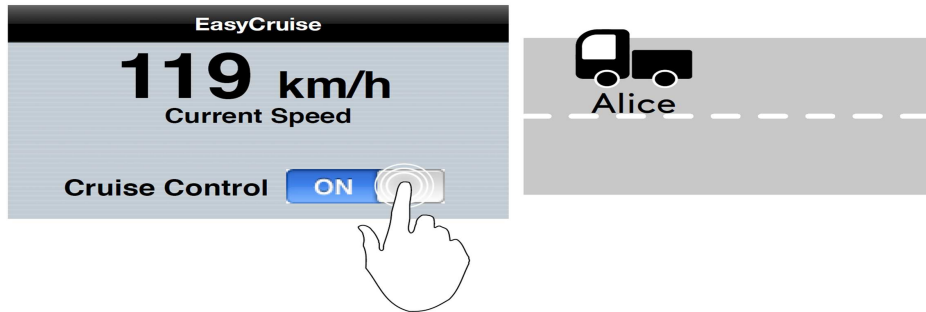 EasyCruise
119 km/h
Current Speed
Cruise Control ON
Alice